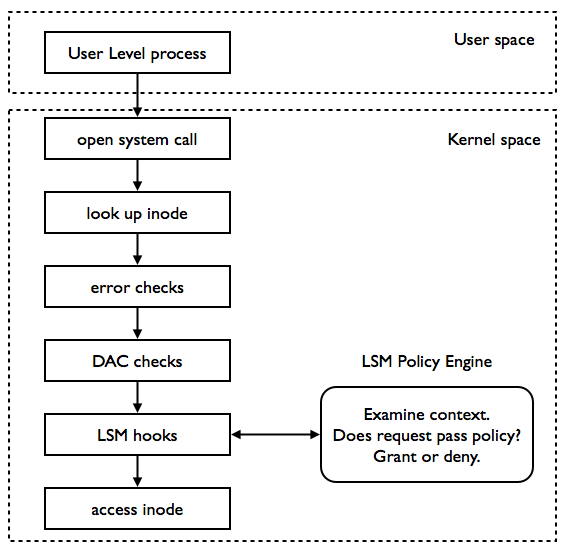 User space
User Level process
Kernel space
open system call
look up inode
error checks
DAC checks
LSM Policy Engine
LSM hooks
Examine context.
Does request pass policy?
Grant or deny.
access inode